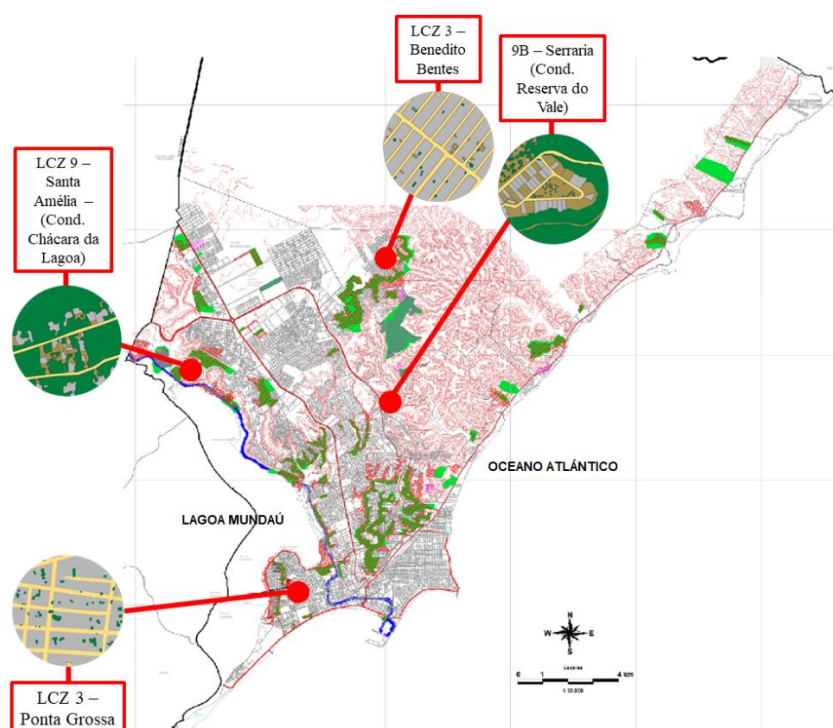 LCZ 3 –
Benedito
Bentes
9B – Serraria
(Cond.
Reserva do
Vale)
LCZ 9 –
Santa
Amélia –
(Cond.
Chácara da
Lagoa)
OCEANO ATLÂNTICO
LAGOA MUNDAÚ
LCZ 3 –
Ponta Grossa
N
W
E
S
0 1 4 km